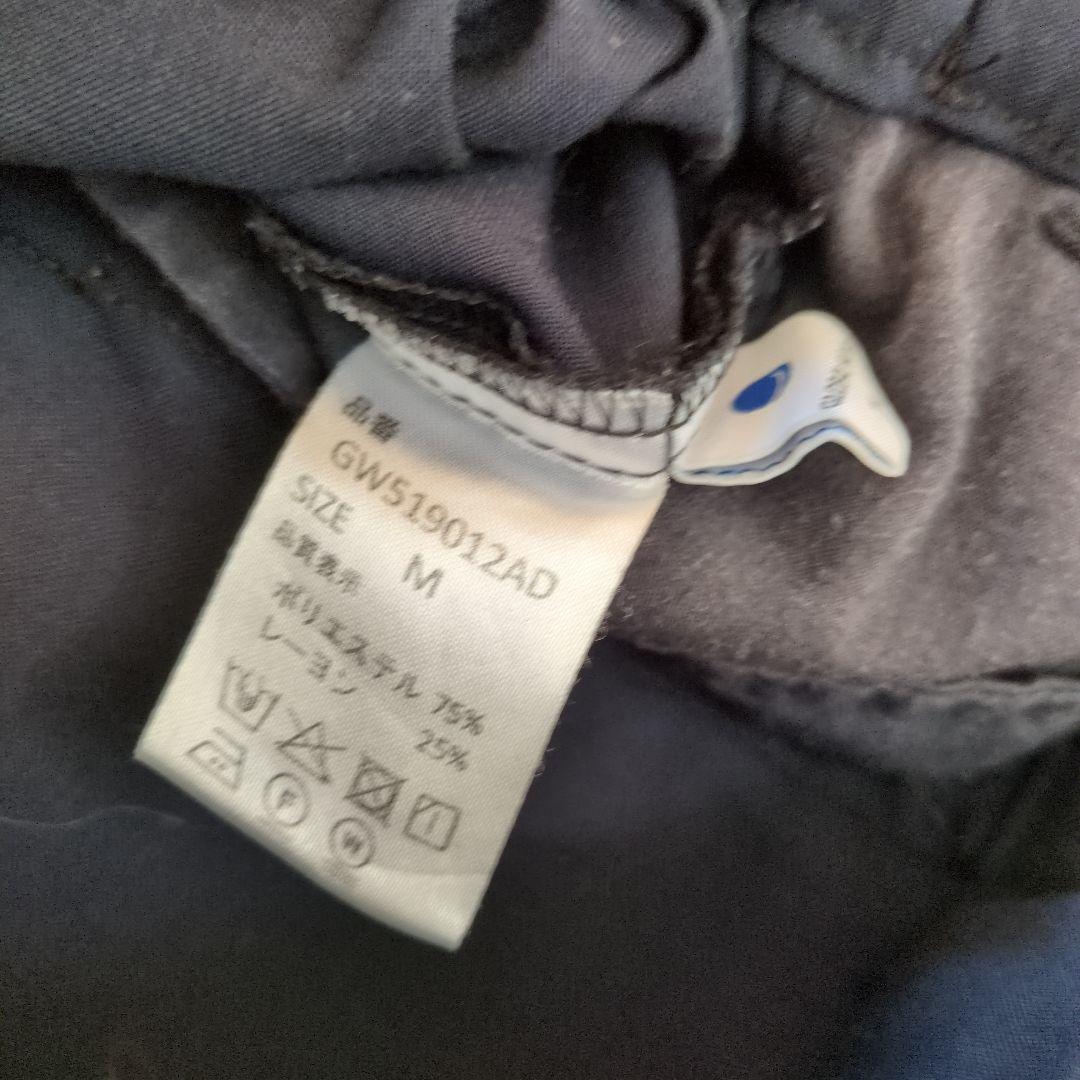 品番
GW519012AD
SIZE M
品質表示
ポリエステル 75%
レーヨン 25%
F
W